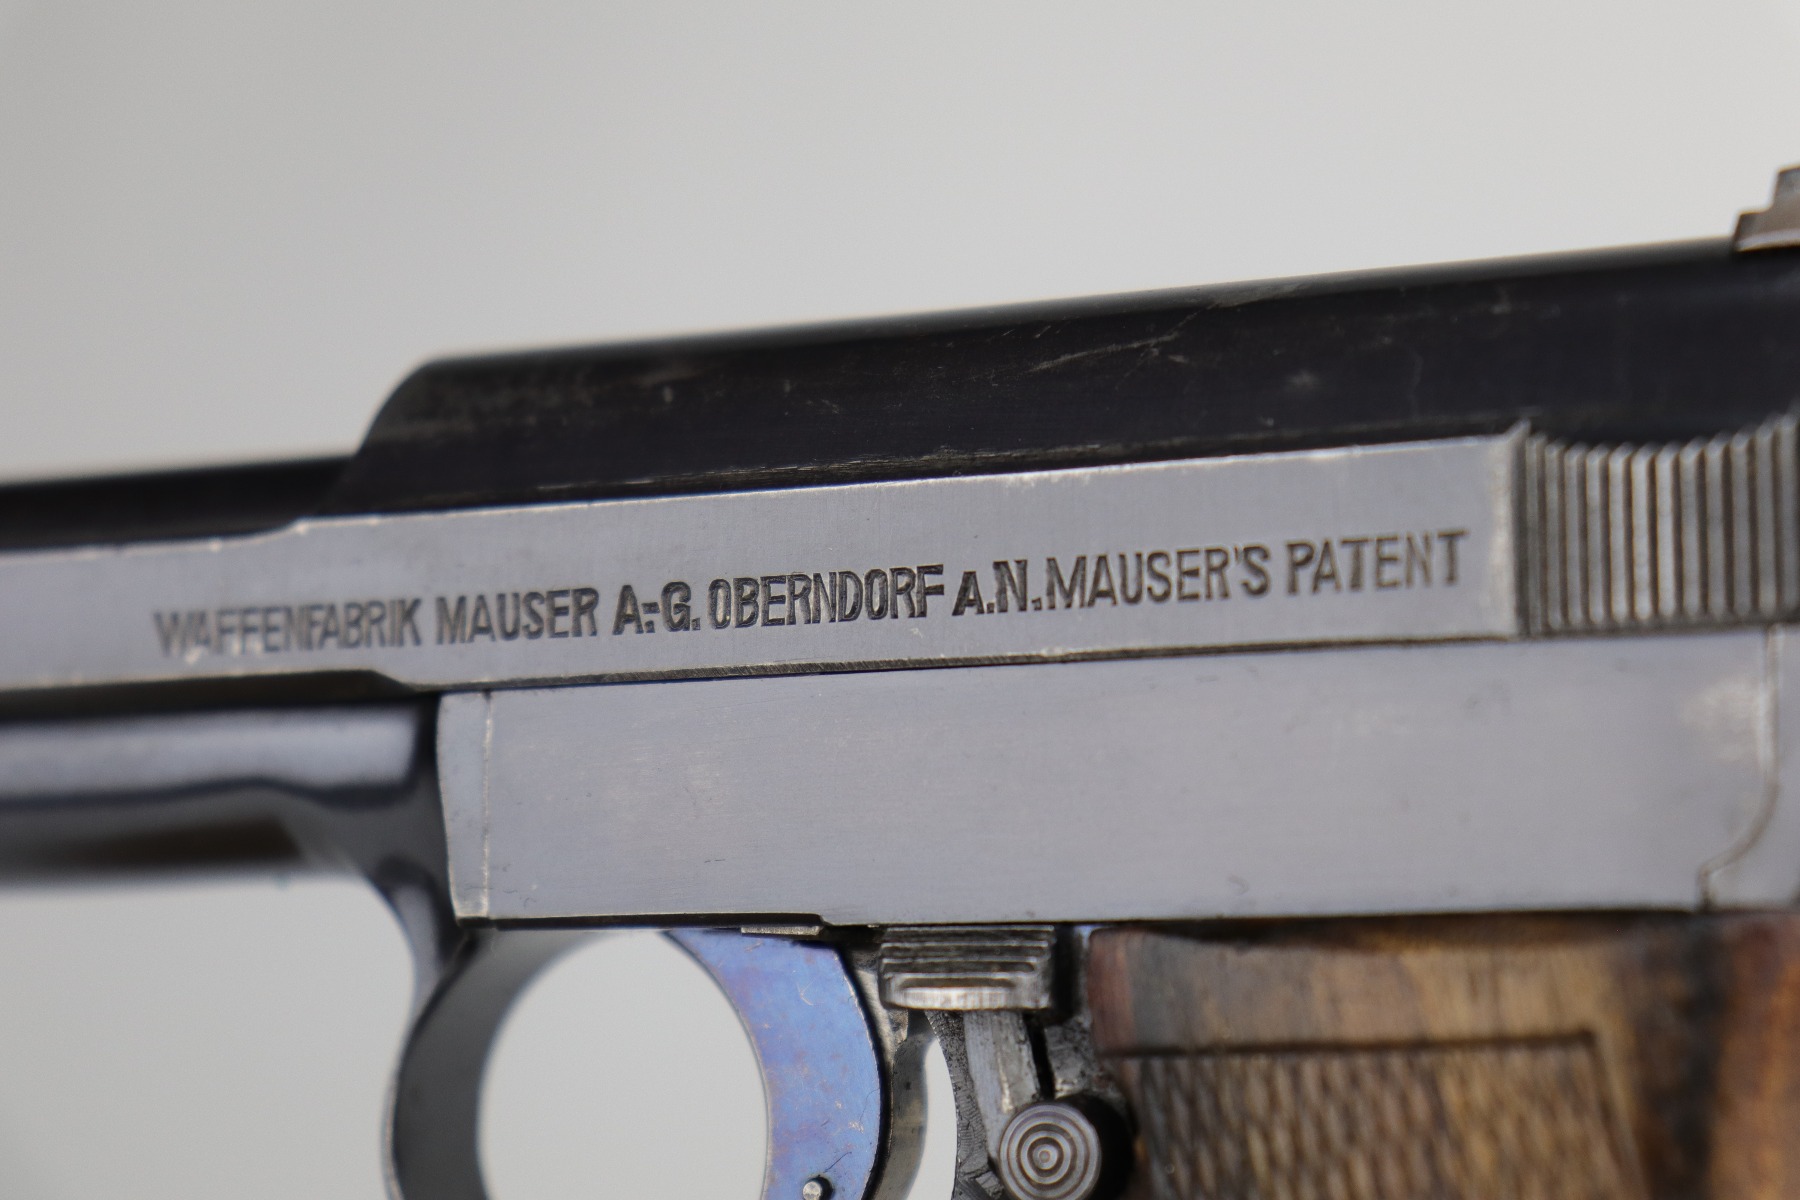 WAFFENFABRIK MAUSER A.-G. OBERNDORF A.N. MAUSER'S PATENT